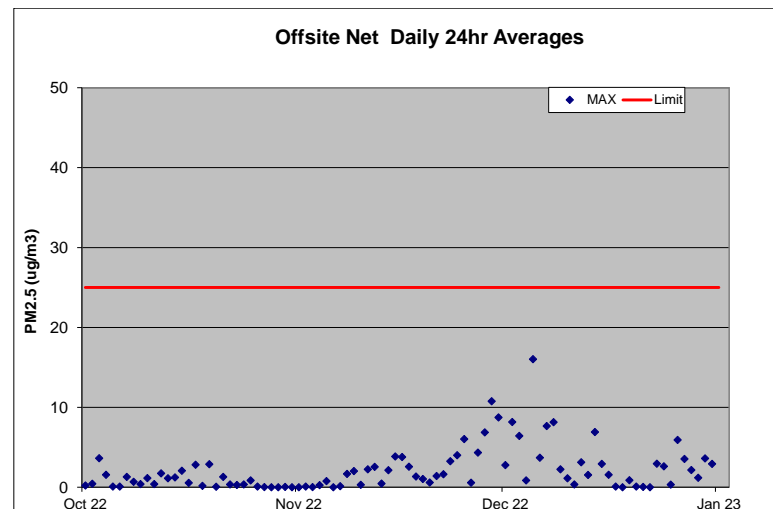 Offsite Net Daily 24hr Averages
50
MAX
Limit
40
30
PM2.5 (ug/m3)
20
10
0
Oct 22
Nov 22
Dec 22
Jan 23